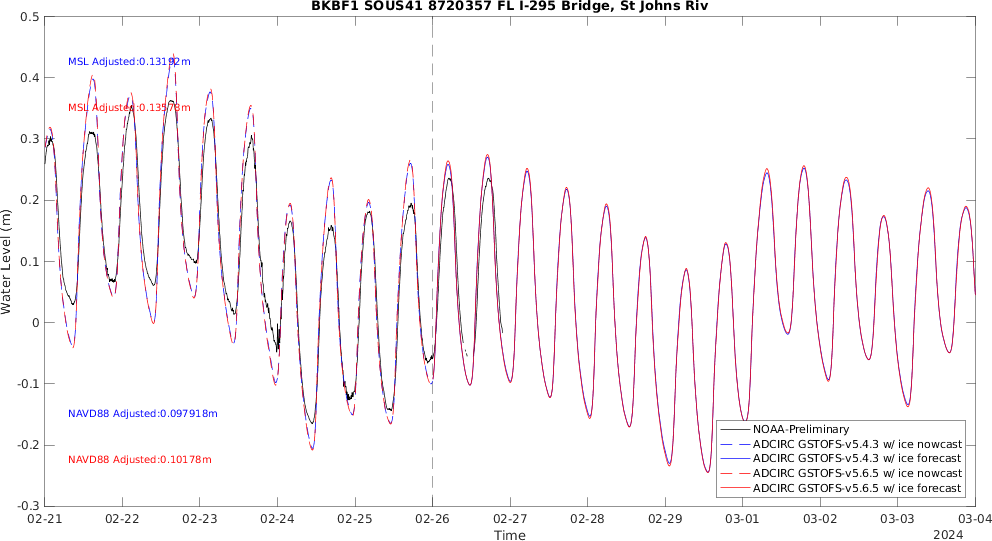 BKBF1 SOUS41 8720357 FL I-295 Bridge, St Johns Riv
0.5
0.4
0.3
0.2
0.1
0
-0.1
-0.2
-0.3
Water Level (m)
MSL Adjusted:0.13192m
MSL Adjusted:0.13573m
NAVD88 Adjusted:0.097918m
NAVD88 Adjusted:0.10178m
NOAA-Preliminary
ADCIRC GSTOFS-v5.4.3 w/ ice nowcast
ADCIRC GSTOFS-v5.4.3 w/ ice forecast
ADCIRC GSTOFS-v5.6.5 w/ ice nowcast
ADCIRC GSTOFS-v5.6.5 w/ ice forecast
02-21 02-22 02-23 02-24 02-25 02-26 02-27 02-28 02-29 03-01 03-02 03-03 03-04
Time
2024